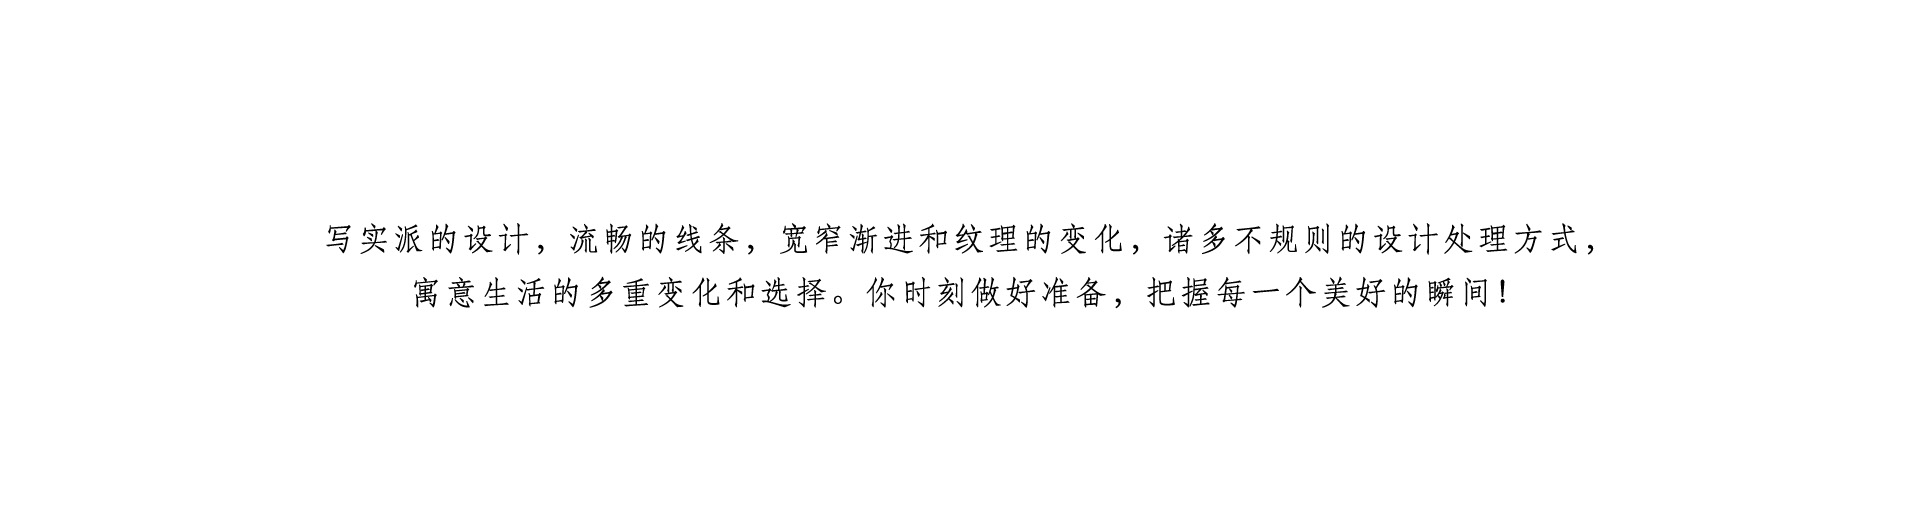 写实派的设计，流畅的线条，宽窄渐进和纹理的变化，诸多不规则的设计处理方式，
寓意生活的多重变化和选择。你时刻做好准备，把握每一个美好的瞬间！